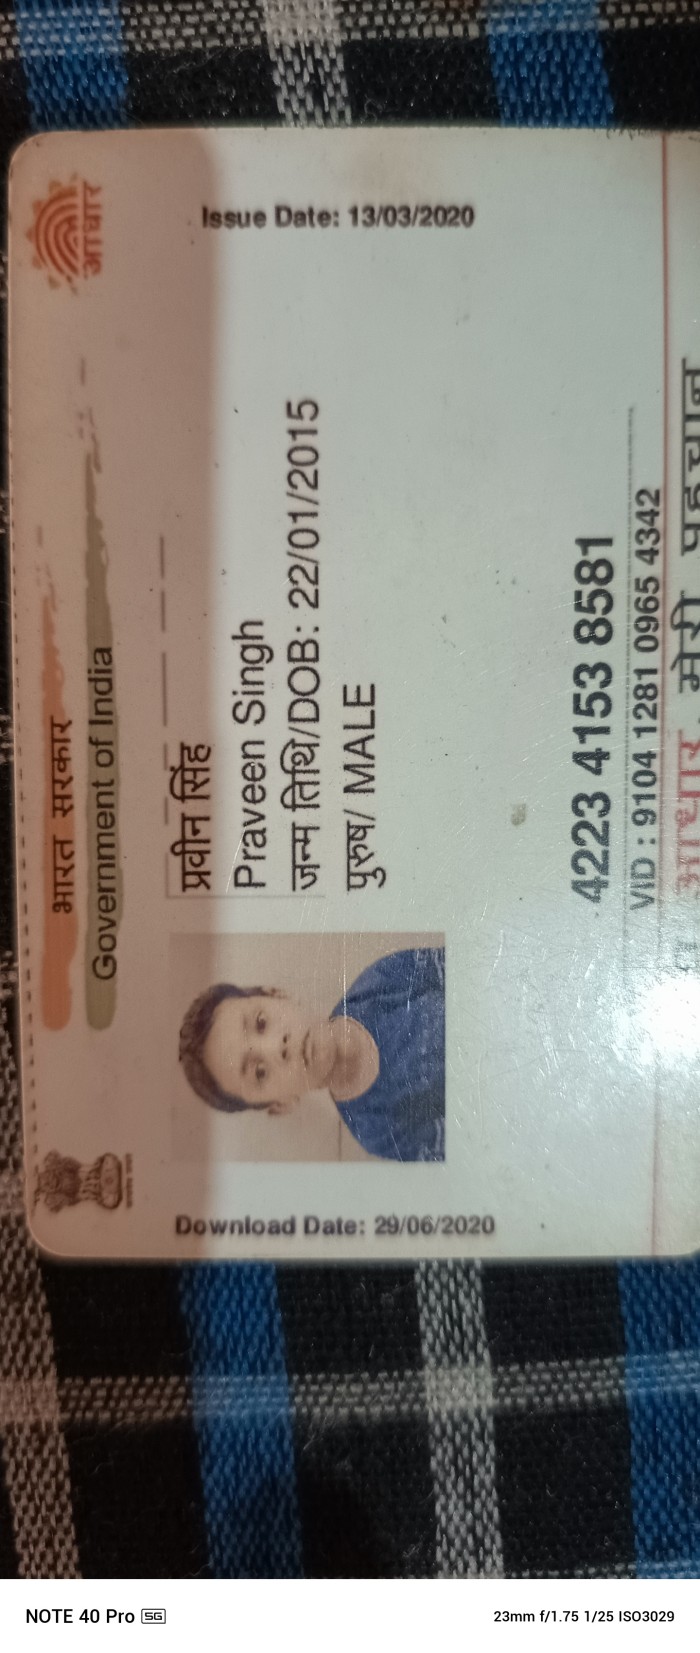 भारत सरकार
Government of India
आधार
Issue Date: 13/03/2020
Download Date: 29/06/2020
प्रवीन सिंह
Praveen Singh
जन्म तिथि/DOB: 22/01/2015
पुरुष/ MALE
4223 4153 8581
VID : 9104 1281 0965 4342
आधार मेरी पहचान
NOTE 40 Pro 5G
23mm f/1.75 1/25 ISO3029